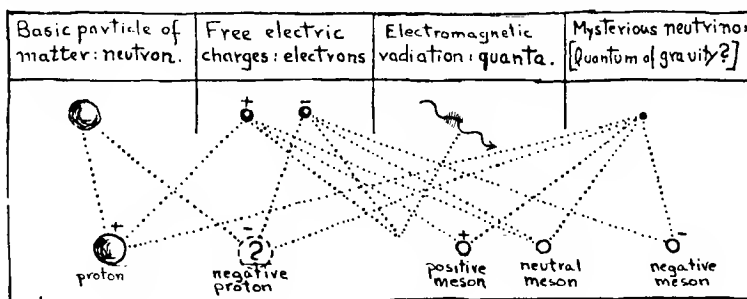 Basic particle of
matter: neutron.
Free electric
charges: electrons
Electromagnetic
radiation: quanta.
Mysterious neutrino:
[Quantum of gravity?]
+
−
+
proton
−
?
negative
proton
+
positive
meson
neutral
meson
−
negative
meson